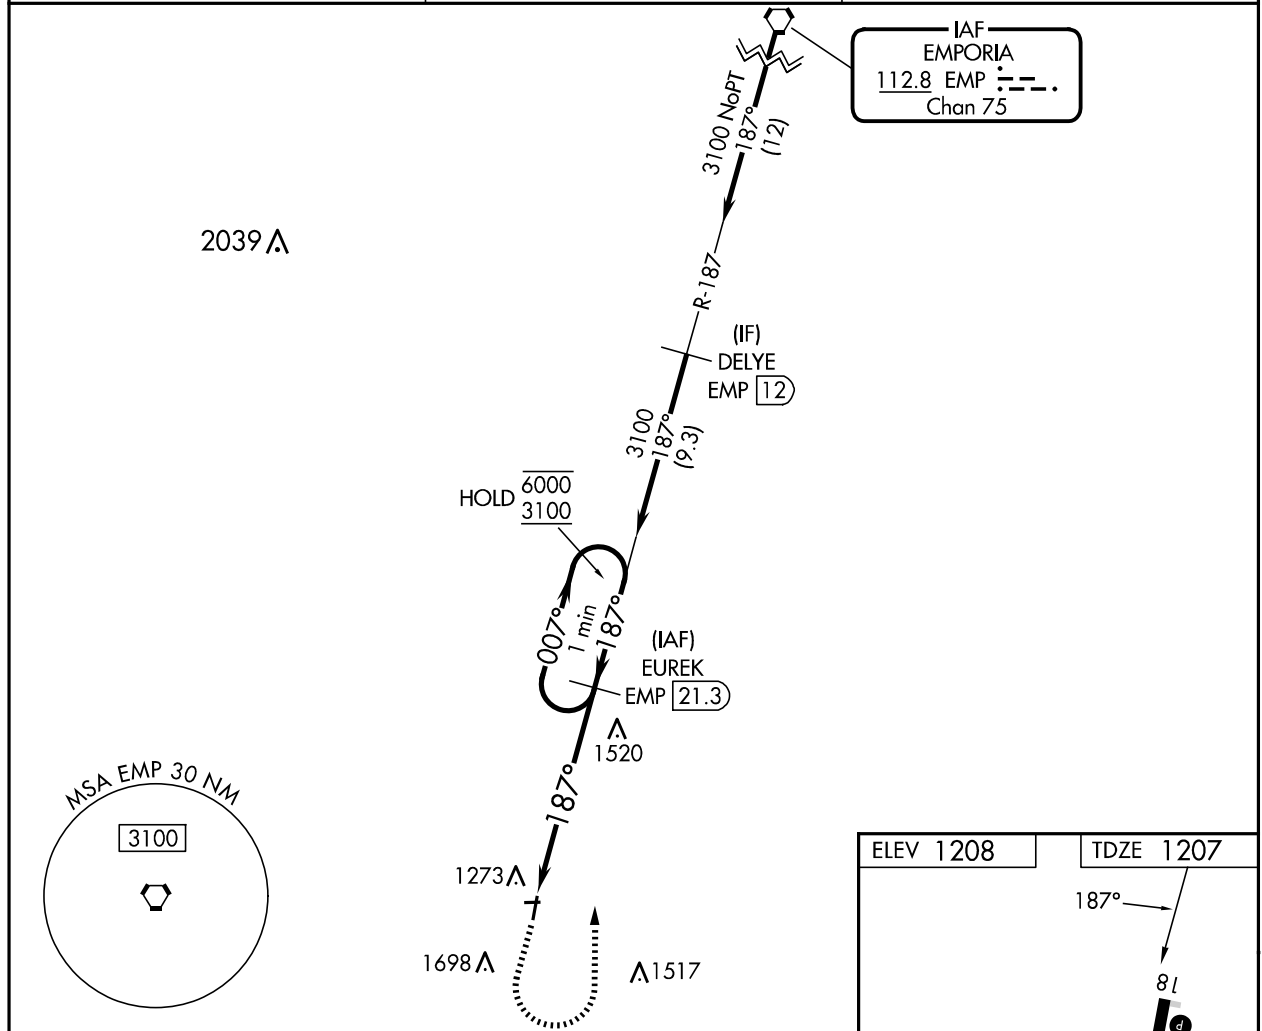 IAF
EMPORIA
112.8 EMP
Chan 75
3100 NoPT
187°
(12)
2039
R-187
(IF)
DELYE
EMP 12
3100
187°
(9.3)
HOLD 6000
3100
007°
1 min
187°
(IAF)
EUREK
EMP 21.3
1520
187°
MSA EMP 30 NM
3100
1273
1698
1517
ELEV 1208
TDZE 1207
187°
18
P